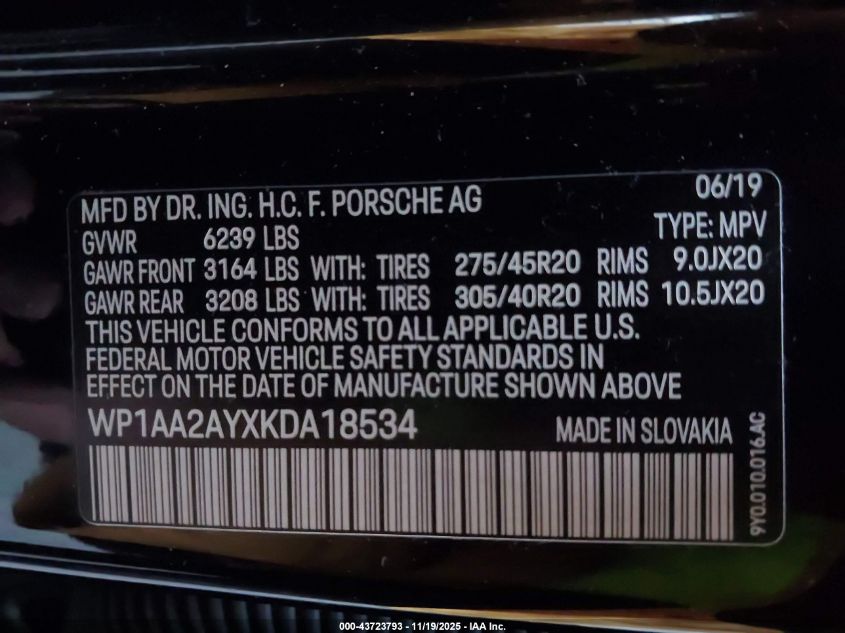 MFD BY DR. ING. H.C. F. PORSCHE AG 06/19
GVWR 6239 LBS TYPE: MPV
GAWR FRONT 3164 LBS WITH: TIRES 275/45R20 RIMS 9.0JX20
GAWR REAR 3208 LBS WITH: TIRES 305/40R20 RIMS 10.5JX20
THIS VEHICLE CONFORMS TO ALL APPLICABLE U.S.
FEDERAL MOTOR VEHICLE SAFETY STANDARDS IN
EFFECT ON THE DATE OF MANUFACTURE SHOWN ABOVE
WP1AA2AYXKDA18534 MADE IN SLOVAKIA
9Y0.010.016.AC
000-43723793 - 11/19/2025 - IAA Inc.